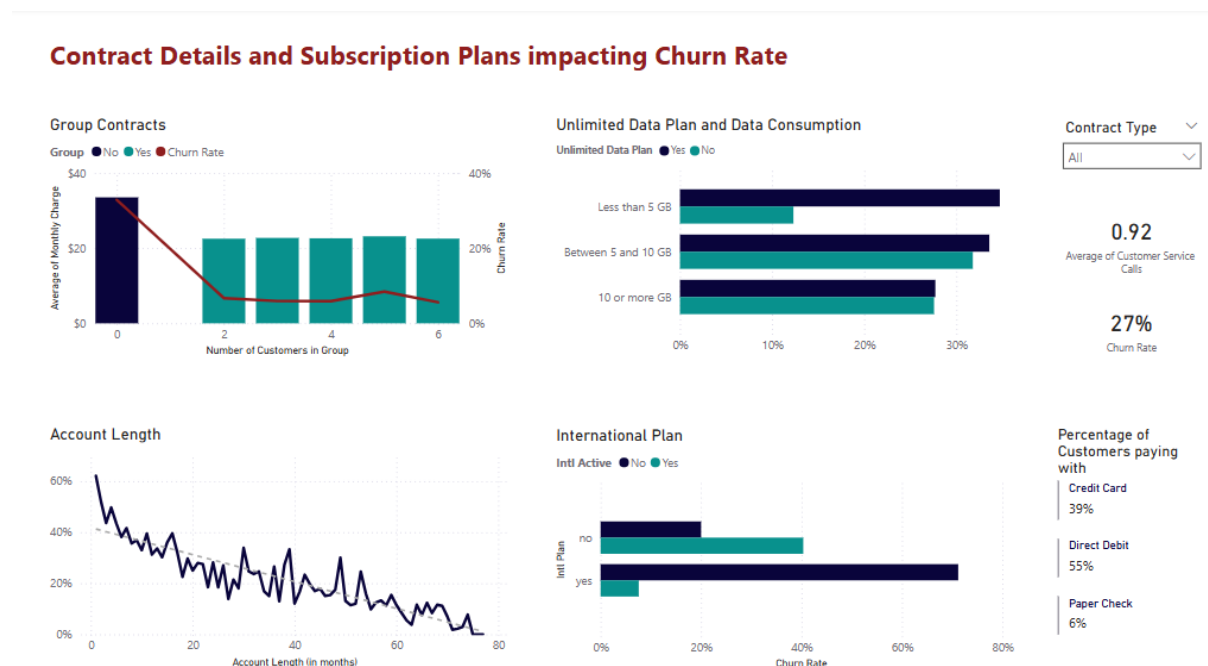 Contract Details and Subscription Plans impacting Churn Rate
Group Contracts
Group No Yes Churn Rate
$40
$20
$0
Average of Monthly Charge
40%
20%
0%
Churn Rate
0 2 4 6
Number of Customers in Group
Unlimited Data Plan and Data Consumption
Unlimited Data Plan Yes No
Less than 5 GB
Between 5 and 10 GB
10 or more GB
0% 10% 20% 30%
Contract Type
All
0.92
Average of Customer Service
Calls
27%
Churn Rate
Account Length
60%
40%
20%
0%
0 20 40 60 80
Account Length (in months)
International Plan
Intl Active No Yes
Intl Plan
no
yes
0% 20% 40% 60% 80%
Churn Rate
Percentage of
Customers paying
with
Credit Card
39%
Direct Debit
55%
Paper Check
6%